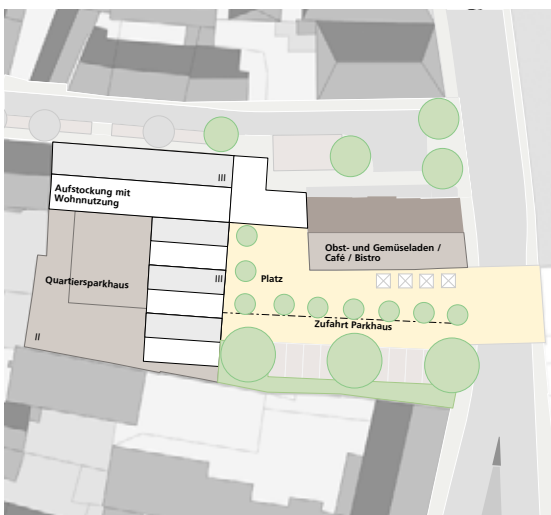 III
Aufstockung mit
Wohnnutzung
Obst- und Gemüseladen /
Café / Bistro
Quartiersparkhaus
III
Platz
Zufahrt Parkhaus
II